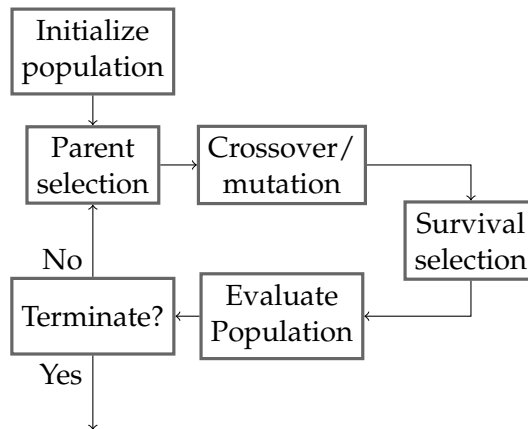 Initialize
population
Parent
selection
Crossover/
mutation
Survival
selection
Evaluate
Population
Terminate?
No
Yes